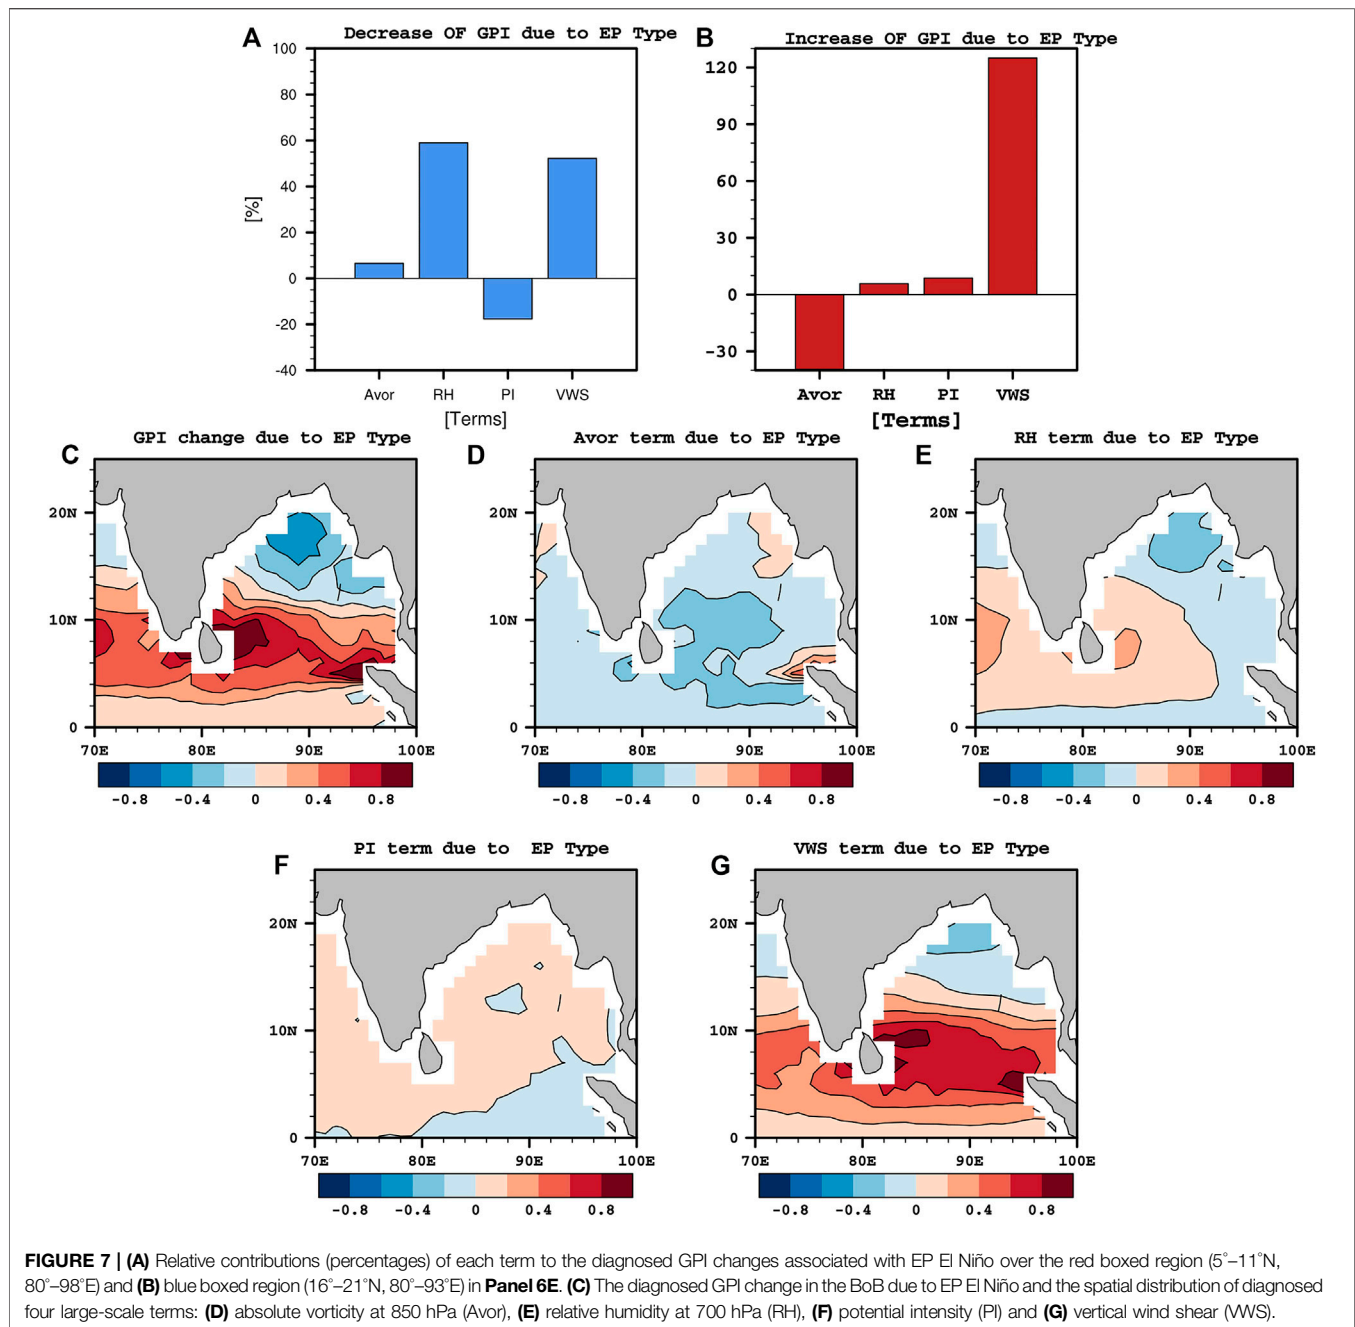 A
Decrease OF GPI due to EP Type
100
80
60
40
20
0
-20
-40
[%]
Avor RH PI VWS
[Terms]
B
Increase OF GPI due to EP Type
120
90
60
30
0
-30
Avor RH PI VWS
[Terms]
C
GPI change due to EP Type
20N
10N
0
70E 80E 90E 100E
-0.8 -0.4 0 0.4 0.8
D
Avor term due to EP Type
20N
10N
0
70E 80E 90E 100E
-0.8 -0.4 0 0.4 0.8
E
RH term due to EP Type
20N
10N
0
70E 80E 90E 100E
-0.8 -0.4 0 0.4 0.8
F
PI term due to EP Type
20N
10N
0
70E 80E 90E 100E
-0.8 -0.4 0 0.4 0.8
G
VWS term due to EP Type
20N
10N
0
70E 80E 90E 100E
-0.8 -0.4 0 0.4 0.8
FIGURE 7 | (A) Relative contributions (percentages) of each term to the diagnosed GPI changes associated with EP El Niño over the red boxed region (5°–11°N,
80°–98°E) and (B) blue boxed region (16°–21°N, 80°–93°E) in Panel 6E. (C) The diagnosed GPI change in the BoB due to EP El Niño and the spatial distribution of diagnosed
four large-scale terms: (D) absolute vorticity at 850 hPa (Avor), (E) relative humidity at 700 hPa (RH), (F) potential intensity (PI) and (G) vertical wind shear (VWS).